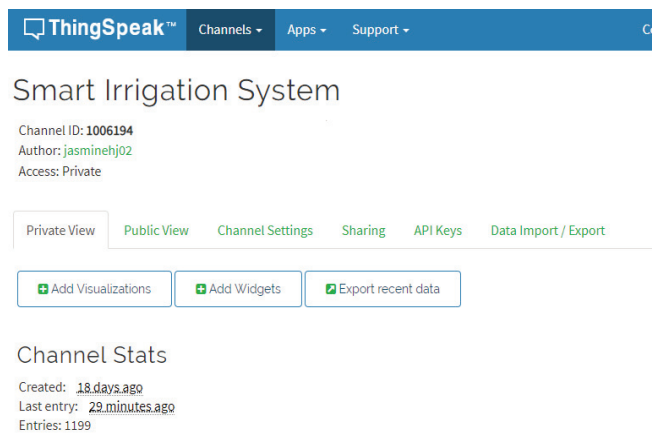 ThingSpeak™ Channels Apps Support
Smart Irrigation System
Channel ID: 1006194
Author: jasminehj02
Access: Private
Private View Public View Channel Settings Sharing API Keys Data Import / Export
Add Visualizations Add Widgets Export recent data
Channel Stats
Created: 18 days ago
Last entry: 29 minutes ago
Entries: 1199